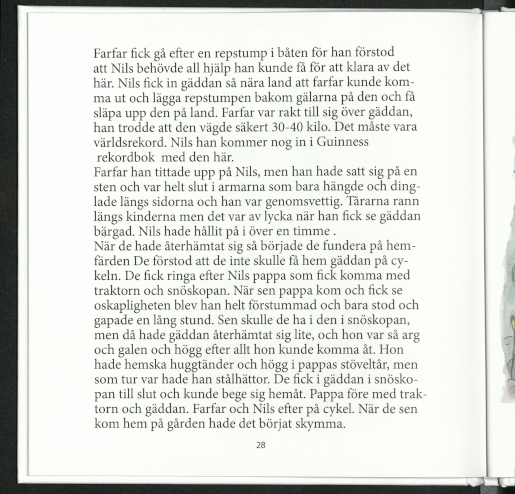 Farfar fick gå efter en repstump i båten för han förstod
att Nils behövde all hjälp han kunde få för att klara av det
här. Nils fick in gäddan så nära land att farfar kunde kom-
ma ut och lägga repstumpen bakom gälarna på den och få
släpa upp den på land. Farfar var rakt till sig över gäddan,
han trodde att den vägde säkert 30-40 kilo. Det måste vara
världsrekord. Nils han kommer nog in i Guinness
rekordbok med den här.
Farfar han tittade upp på Nils, men han hade satt sig på en
sten och var helt slut i armarna som bara hängde och ding-
lade längs sidorna och han var genomsvettig. Tårarna rann
längs kinderna men det var av lycka när han fick se gäddan
bärgad. Nils hade hållit på i över en timme .
När de hade återhämtat sig så började de fundera på hem-
färden De förstod att de inte skulle få hem gäddan på cy-
keln. De fick ringa efter Nils pappa som fick komma med
traktorn och snöskopan. När sen pappa kom och fick se
oskapligheten blev han helt förstummad och bara stod och
gapade en lång stund. Sen skulle de ha i den i snöskopan,
men då hade gäddan återhämtat sig lite, och hon var så arg
och galen och högg efter allt hon kunde komma åt. Hon
hade hemska huggtänder och högg i pappas stöveltår, men
som tur var hade han stålhättor. De fick i gäddan i snösko-
pan till slut och kunde bege sig hemåt. Pappa före med trak-
torn och gäddan. Farfar och Nils efter på cykel. När de sen
kom hem på gården hade det börjat skymma.
28